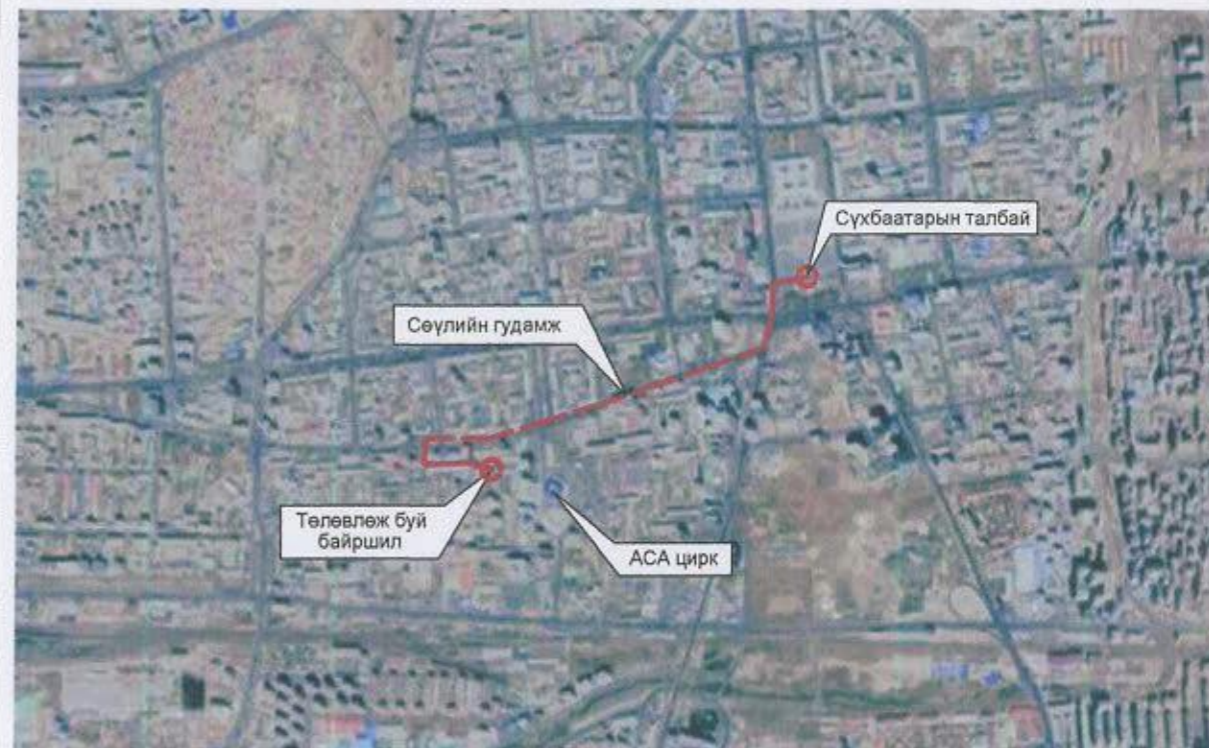 Сүхбаатарын талбай
Сөүлийн гудамж
Төлөвлөж буй
байршил
АСА цирк